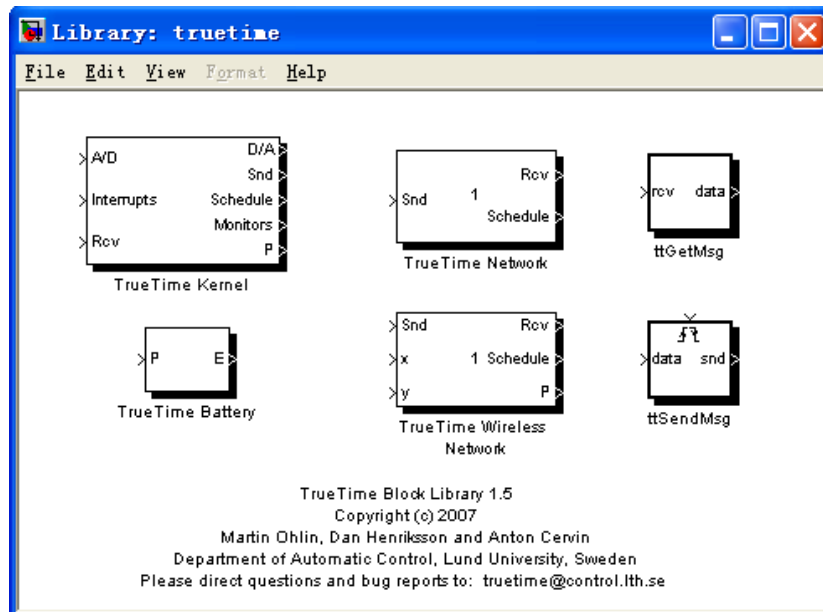 Library: truetime
File Edit View Format Help
A/D
Interrupts
Rcv
D/A
Snd
Schedule
Monitors
P
TrueTime Kernel
Snd
1
Rcv
Schedule
TrueTime Network
rcv data
ttGetMsg
P E
TrueTime Battery
Snd
x
y
1
Rcv
Schedule
P
TrueTime Wireless
Network
data snd
ttSendMsg
TrueTime Block Library 1.5
Copyright (c) 2007
Martin Ohlin, Dan Henriksson and Anton Cervin
Department of Automatic Control, Lund University, Sweden
Please direct questions and bug reports to: truetime@control.lth.se